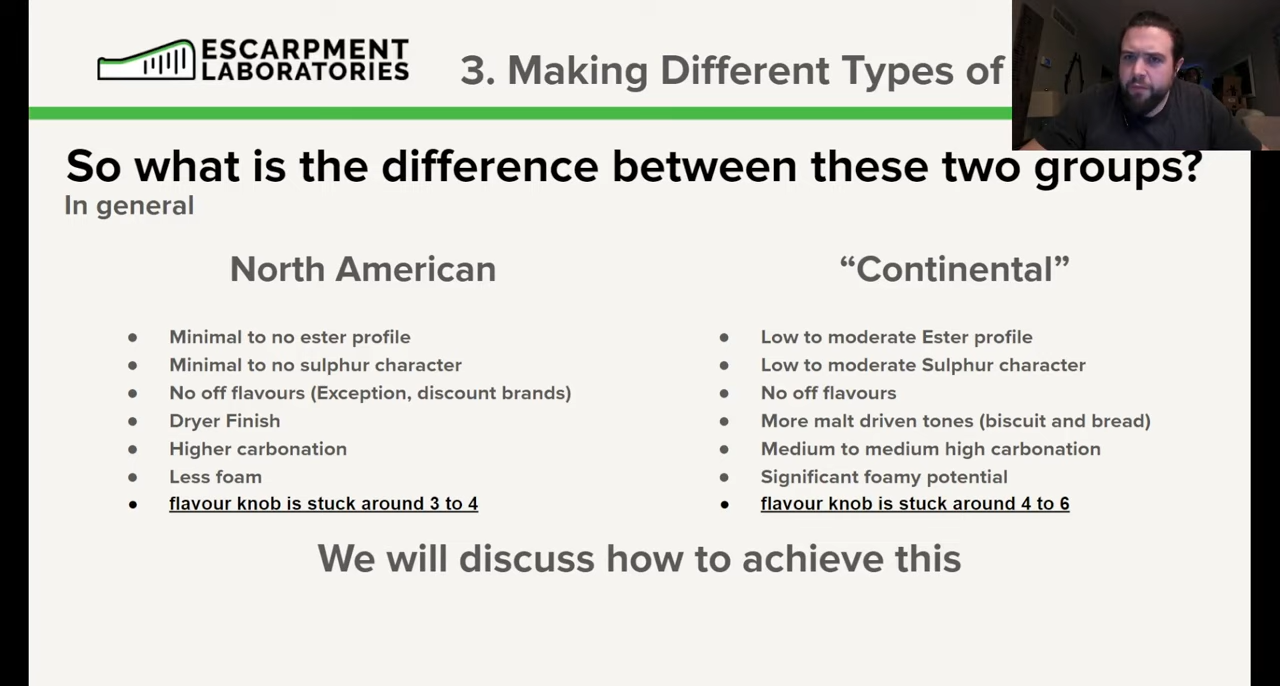 ESCARPMENT
LABORATORIES
3. Making Different Types of
So what is the difference between these two groups?
In general
North American
● Minimal to no ester profile
● Minimal to no sulphur character
● No off flavours (Exception, discount brands)
● Dryer Finish
● Higher carbonation
● Less foam
● flavour knob is stuck around 3 to 4
“Continental”
● Low to moderate Ester profile
● Low to moderate Sulphur character
● No off flavours
● More malt driven tones (biscuit and bread)
● Medium to medium high carbonation
● Significant foamy potential
● flavour knob is stuck around 4 to 6
We will discuss how to achieve this